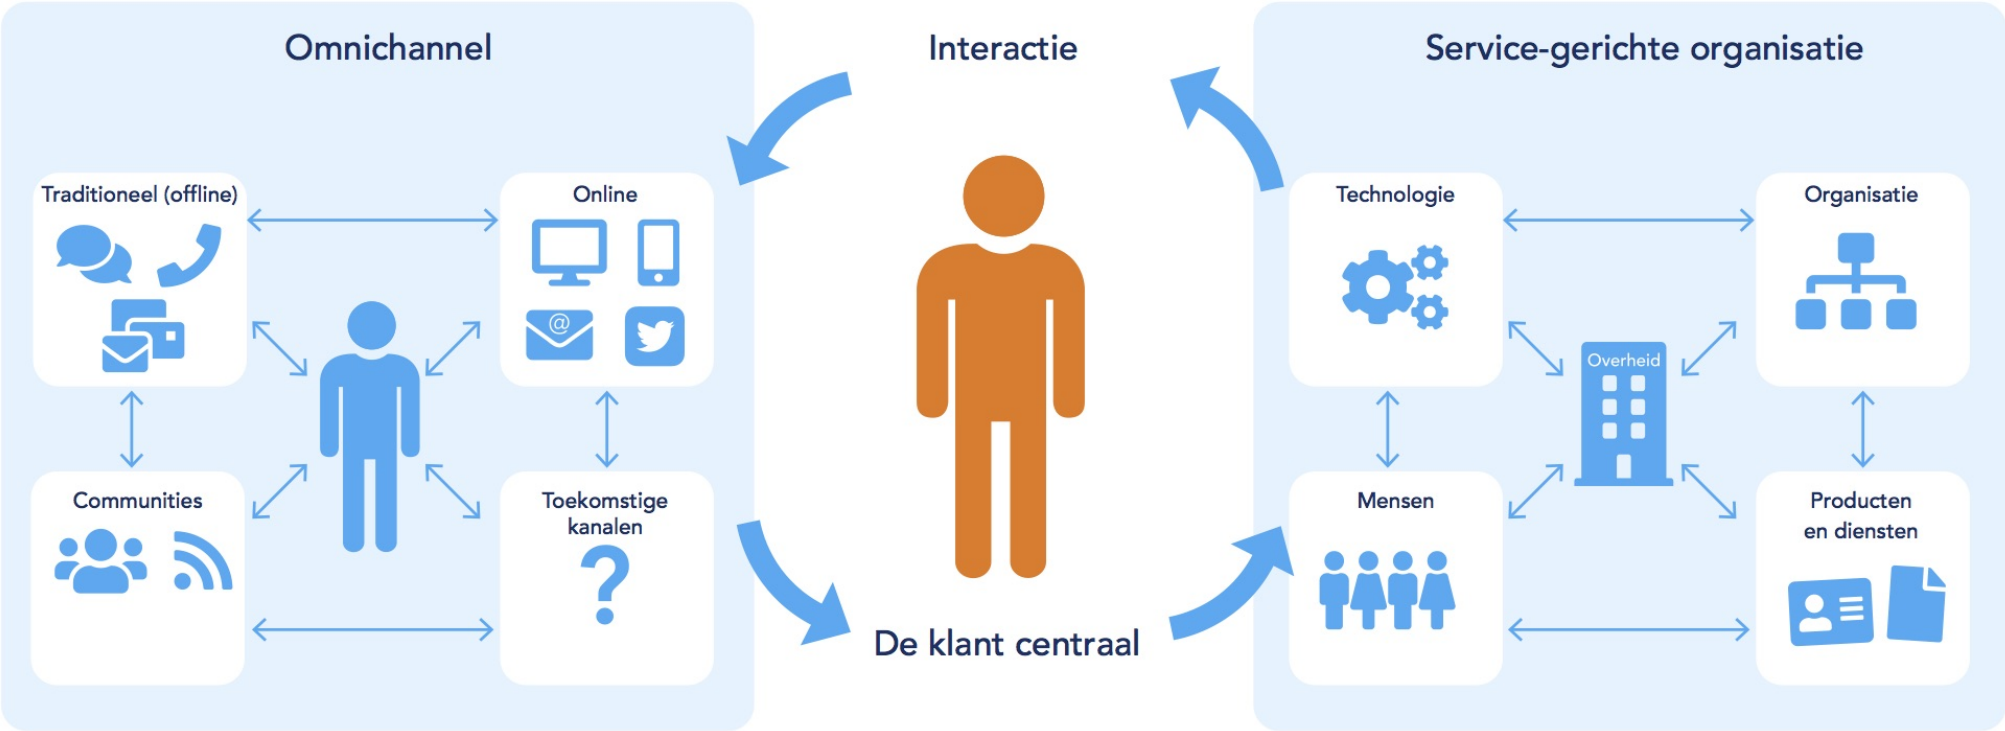 Omnichannel
Interactie
Service-gerichte organisatie
Traditioneel (offline)
Online
@
Technologie
Organisatie
Overheid
Communities
Toekomstige
kanalen
?
Mensen
Producten
en diensten
De klant centraal